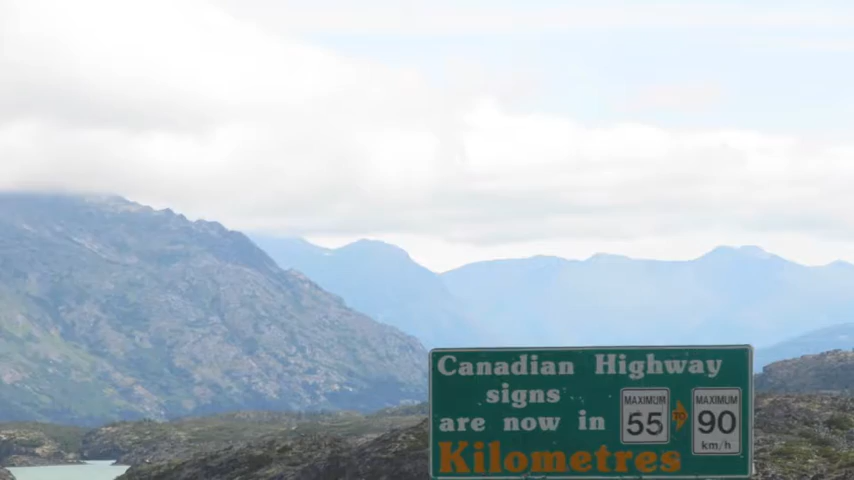 Canadian Highway
signs
are now in
Kilometres
MAXIMUM
55
TO
MAXIMUM
90
km/h